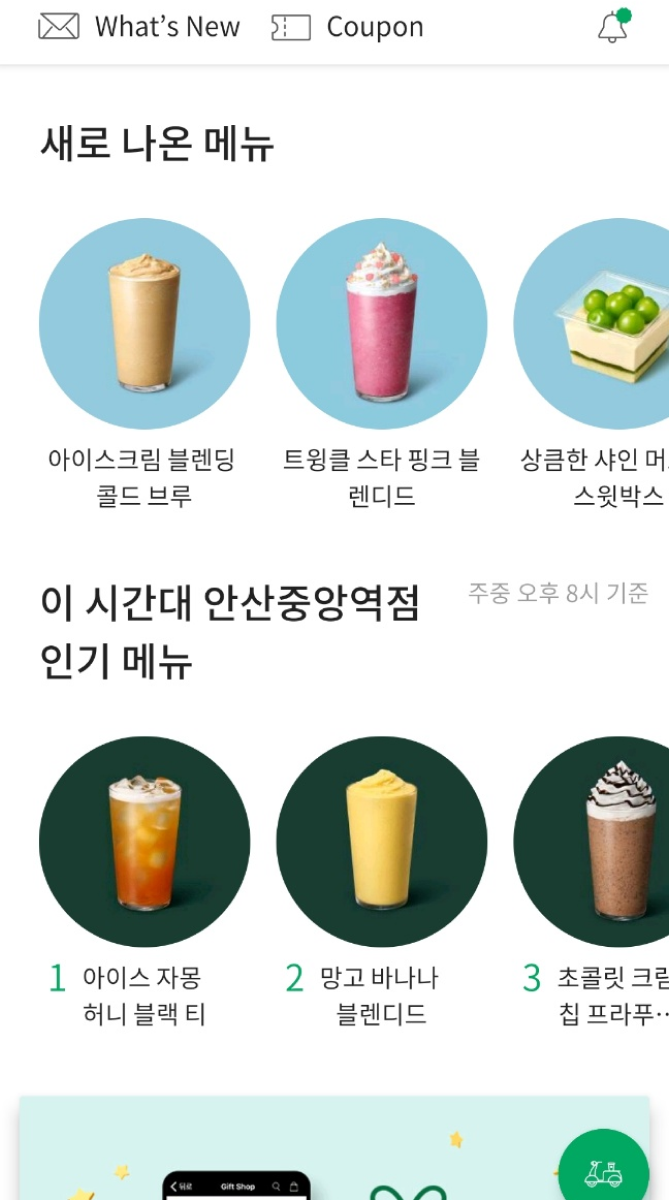 What's New Coupon
새로 나온 메뉴
아이스크림 블렌딩
콜드 브루
트윙클 스타 핑크 블
렌디드
상큼한 샤인
스윗박스
이 시간대 안산중앙역점
인기 메뉴
주중 오후 8시 기준
1 아이스 자몽
허니 블랙 티
2 망고 바나나
블렌디드
3 초콜릿 크림
칩 프라푸…
뒤로 Gift Shop